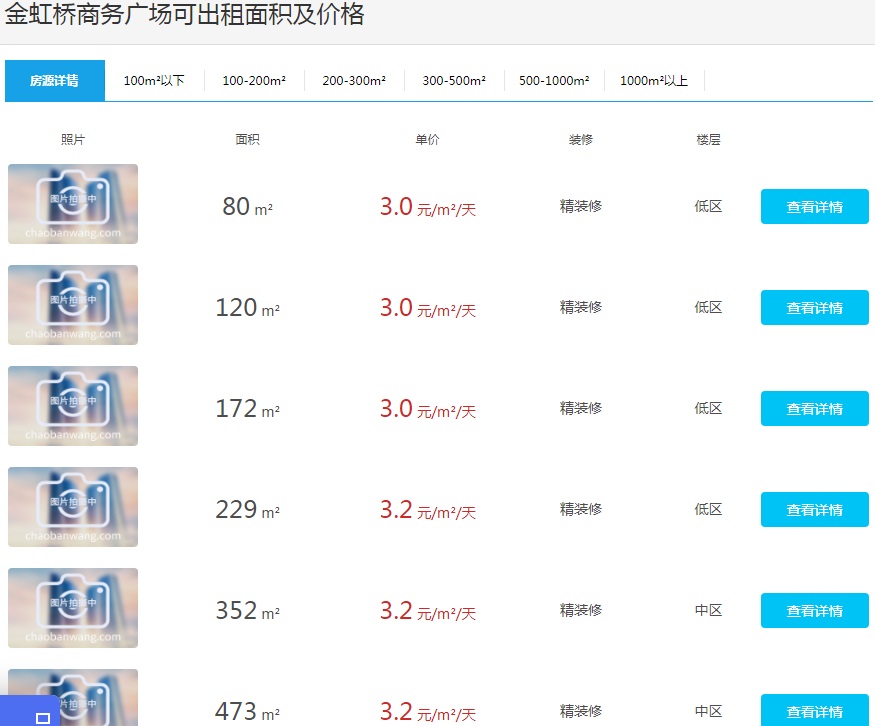 金虹桥商务广场可出租面积及价格
房源详情 100m²以下 100-200m² 200-300m² 300-500m² 500-1000m² 1000m²以上
照片 面积 单价 装修 楼层
图片拍摄中
chaobanwang.com
80 m² 3.0 元/m²/天 精装修 低区 查看详情
图片拍摄中
chaobanwang.com
120 m² 3.0 元/m²/天 精装修 低区 查看详情
图片拍摄中
chaobanwang.com
172 m² 3.0 元/m²/天 精装修 低区 查看详情
图片拍摄中
chaobanwang.com
229 m² 3.2 元/m²/天 精装修 低区 查看详情
图片拍摄中
chaobanwang.com
352 m² 3.2 元/m²/天 精装修 中区 查看详情
图片拍摄中
473 m² 3.2 元/m²/天 精装修 中区 查看详情